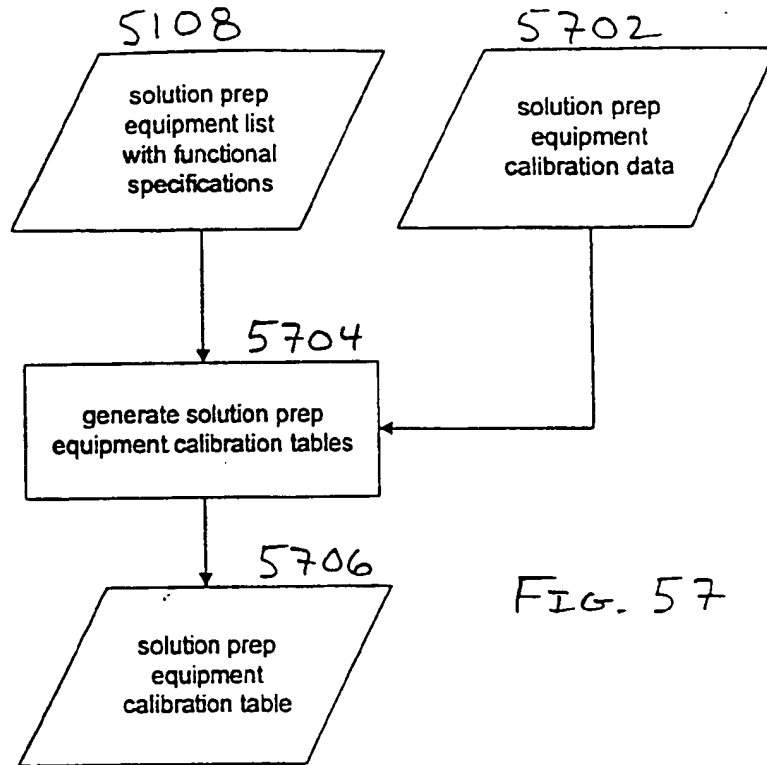 5108
solution prep
equipment list
with functional
specifications
5702
solution prep
equipment
calibration data
5704
generate solution prep
equipment calibration tables
5706
solution prep
equipment
calibration table
FIG. 57